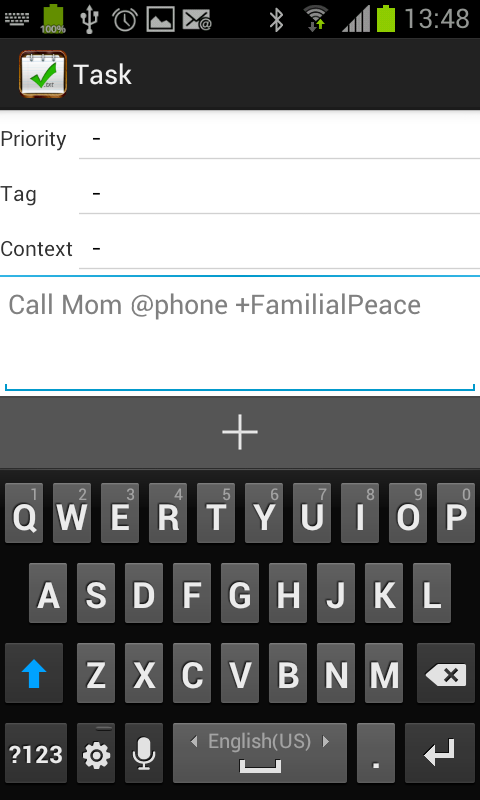 100%
13:48
Task
Priority -
Tag -
Context -
Call Mom @phone +FamilialPeace
1 2 3 4 5 6 7 8 9 0
Q W E R T Y U I O P
A S D F G H J K L
Z X C V B N M
?123 English(US) .